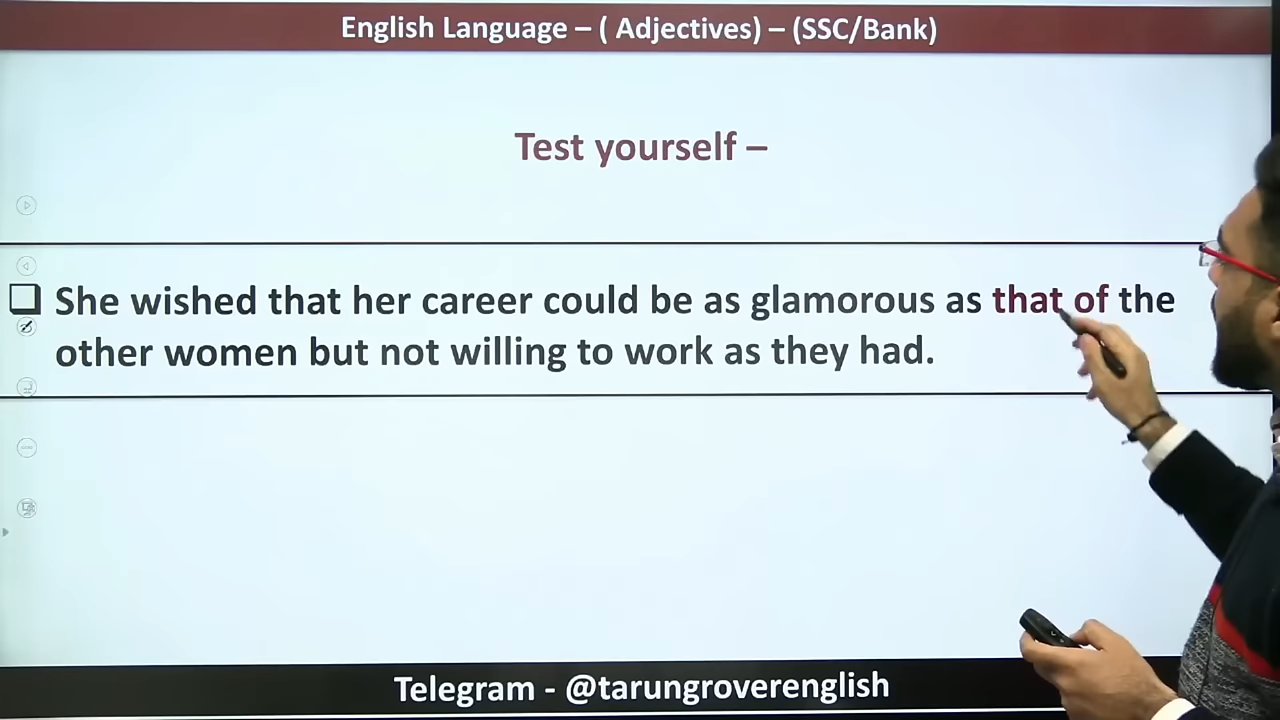 English Language – ( Adjectives) – (SSC/Bank)
Test yourself –
❑ She wished that her career could be as glamorous as that of the
other women but not willing to work as they had.
Telegram - @tarungroverenglish